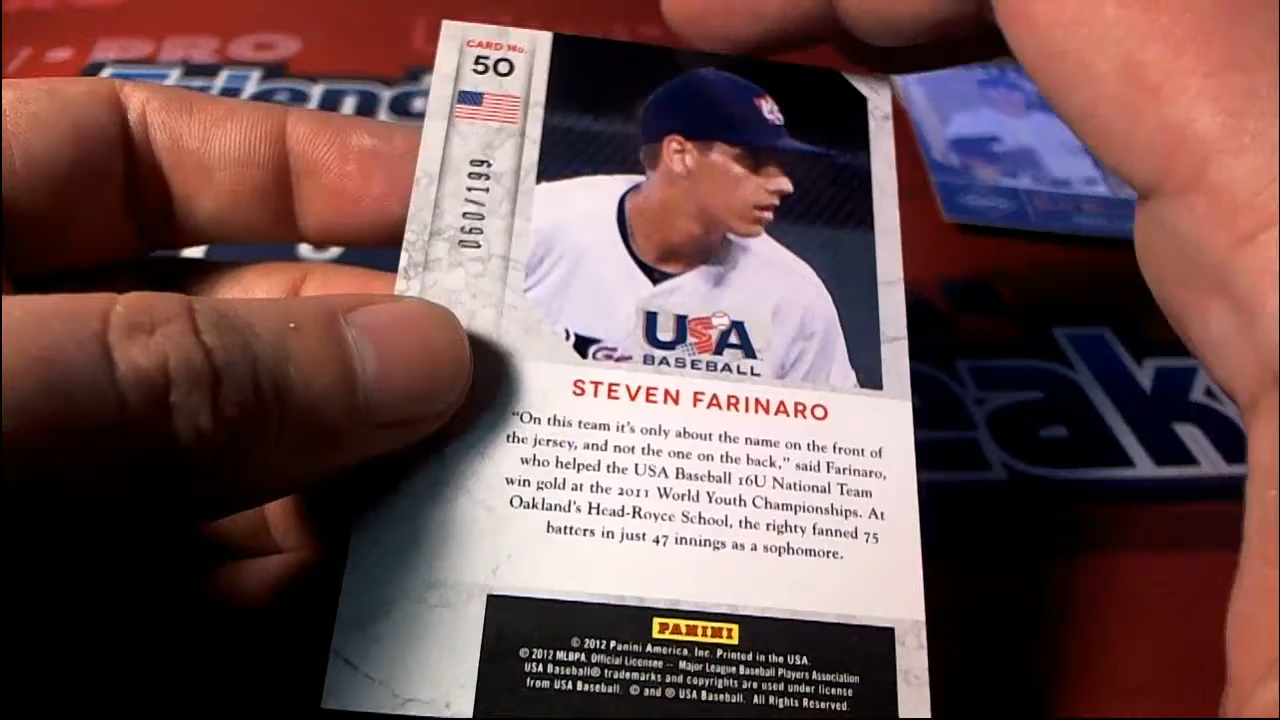 PRO
CARD No.
50
060/199
USA
BASEBALL
STEVEN FARINARO
“On this team it’s only about the name on the front of
the jersey, and not the one on the back,” said Farinaro,
who helped the USA Baseball 16U National Team
win gold at the 2011 World Youth Championships. At
Oakland’s Head-Royce School, the righty fanned 75
batters in just 47 innings as a sophomore.
PANINI
© 2012 Panini America, Inc. Printed in the USA.
© 2012 MLBPA. Official Licensee – Major League Baseball Players Association
USA Baseball® trademarks and copyrights are used under license
from USA Baseball. © and ® USA Baseball. All Rights Reserved.